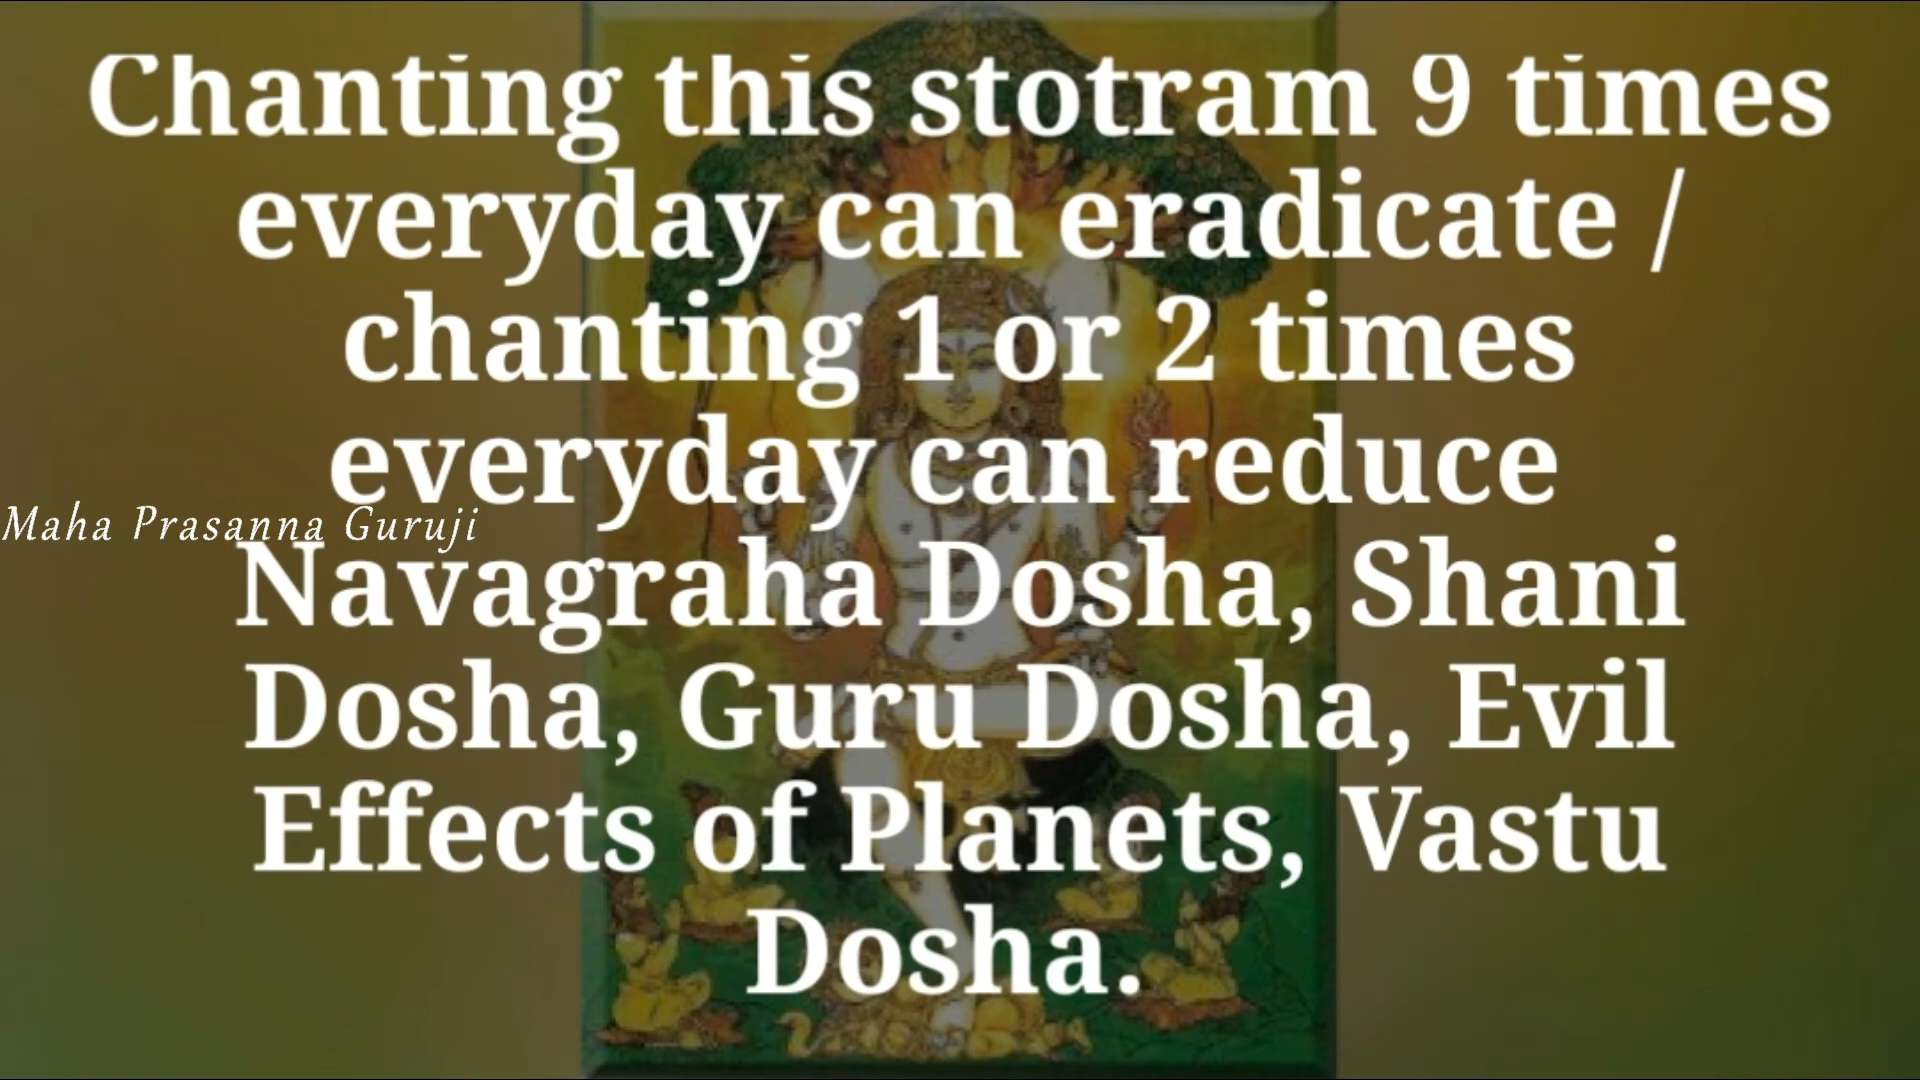 Chanting this stotram 9 times
everyday can eradicate /
chanting 1 or 2 times
everyday can reduce
Maha Prasanna Guruji
Navagraha Dosha, Shani
Dosha, Guru Dosha, Evil
Effects of Planets, Vastu
Dosha.